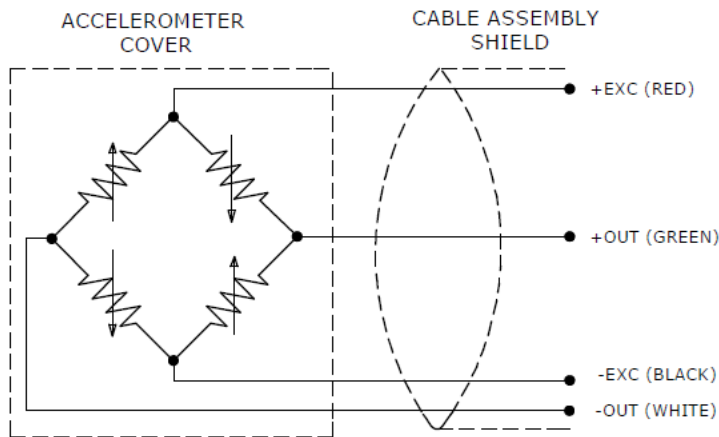 ACCELEROMETER
COVER
CABLE ASSEMBLY
SHIELD
+EXC (RED)
+OUT (GREEN)
-EXC (BLACK)
-OUT (WHITE)